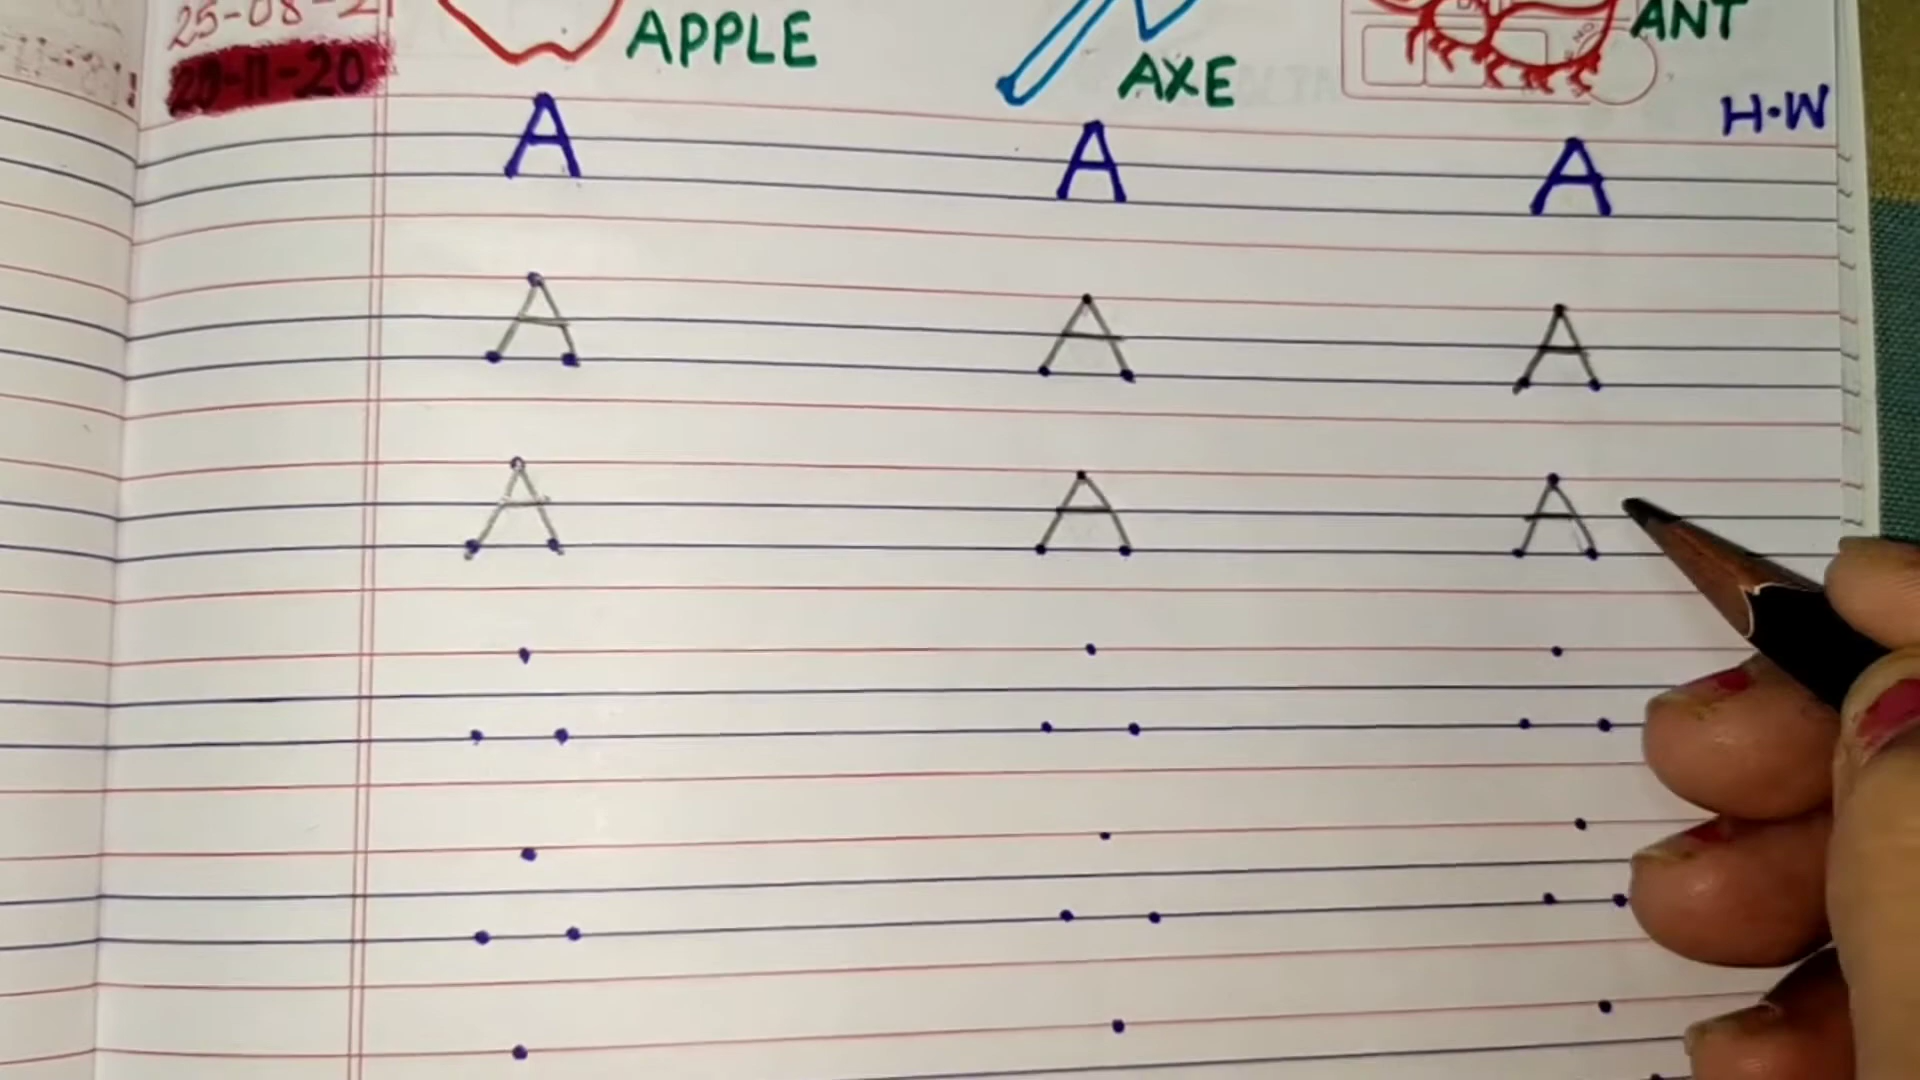 25-08-21
APPLE
AXE
ANT
28-11-20
H.W
A A A
A A A
A A A